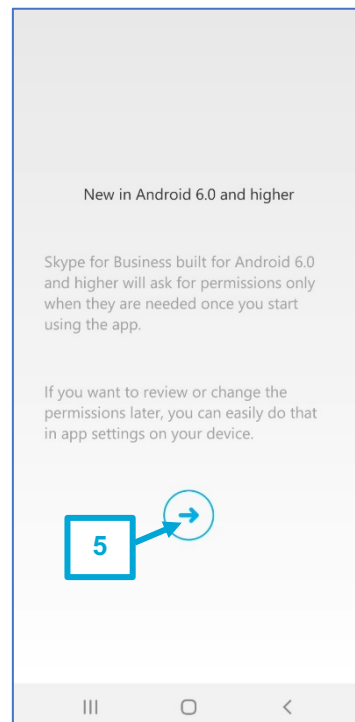 New in Android 6.0 and higher
Skype for Business built for Android 6.0
and higher will ask for permissions only
when they are needed once you start
using the app.
If you want to review or change the
permissions later, you can easily do that
in app settings on your device.
5